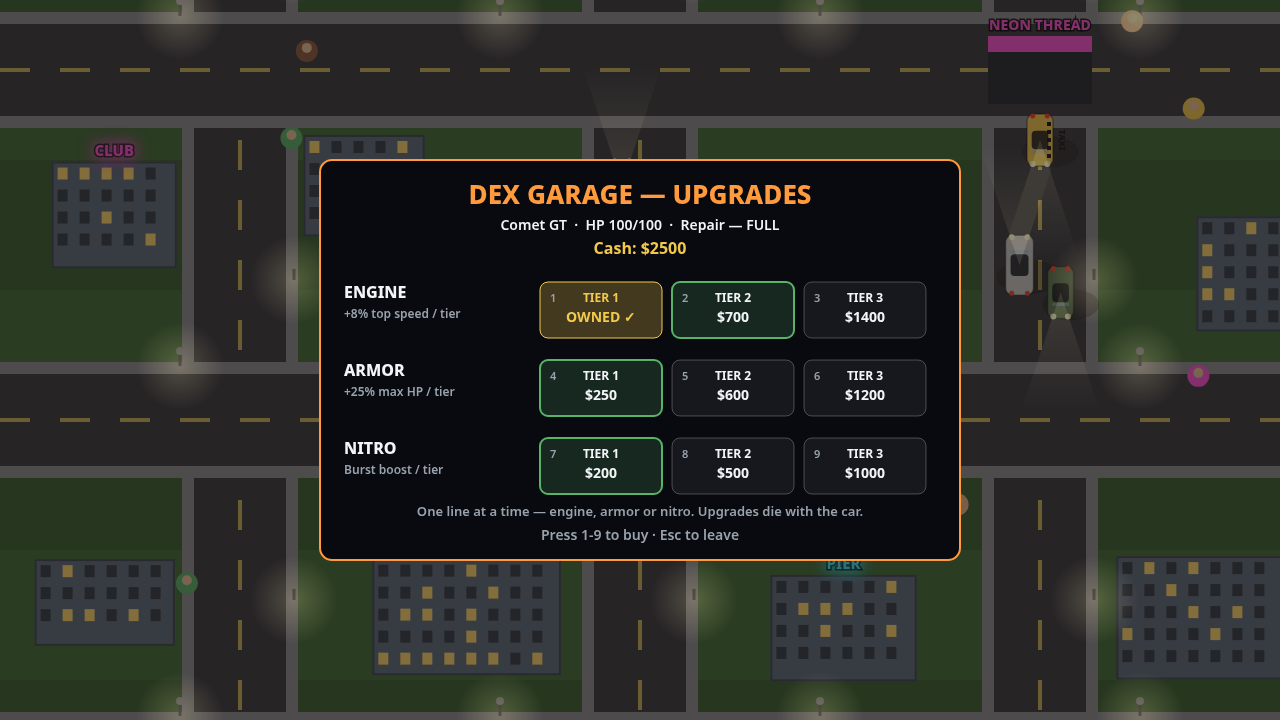 NEON THREAD
CLUB
DEX GARAGE — UPGRADES
Comet GT · HP 100/100 · Repair — FULL
Cash: $2500
ENGINE
+8% top speed / tier
1 TIER 1
OWNED ✓
2 TIER 2
$700
3 TIER 3
$1400
ARMOR
+25% max HP / tier
4 TIER 1
$250
5 TIER 2
$600
6 TIER 3
$1200
NITRO
Burst boost / tier
7 TIER 1
$200
8 TIER 2
$500
9 TIER 3
$1000
One line at a time — engine, armor or nitro. Upgrades die with the car.
Press 1-9 to buy · Esc to leave
PIER